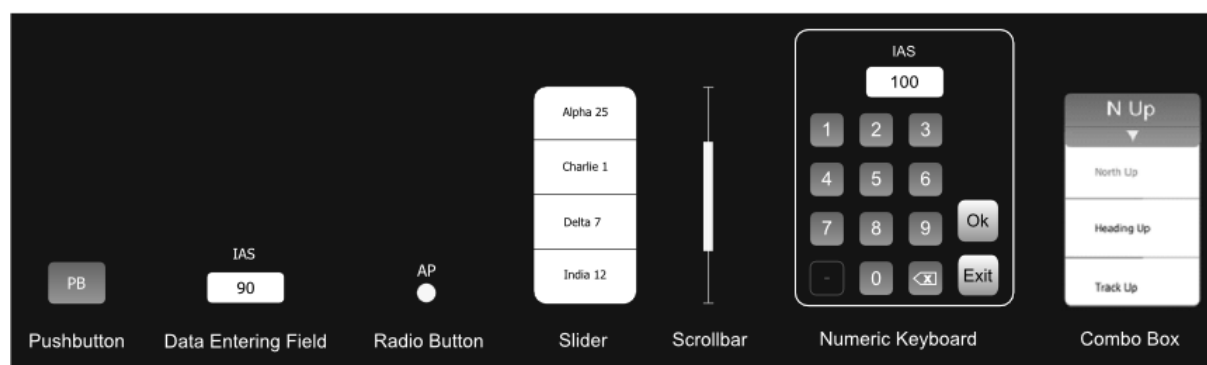 PB
Pushbutton
IAS
90
Data Entering Field
AP
Radio Button
Alpha 25
Charlie 1
Delta 7
India 12
Slider
Scrollbar
IAS
100
1 2 3
4 5 6
7 8 9 Ok
- 0 Exit
Numeric Keyboard
N Up
North Up
Heading Up
Track Up
Combo Box